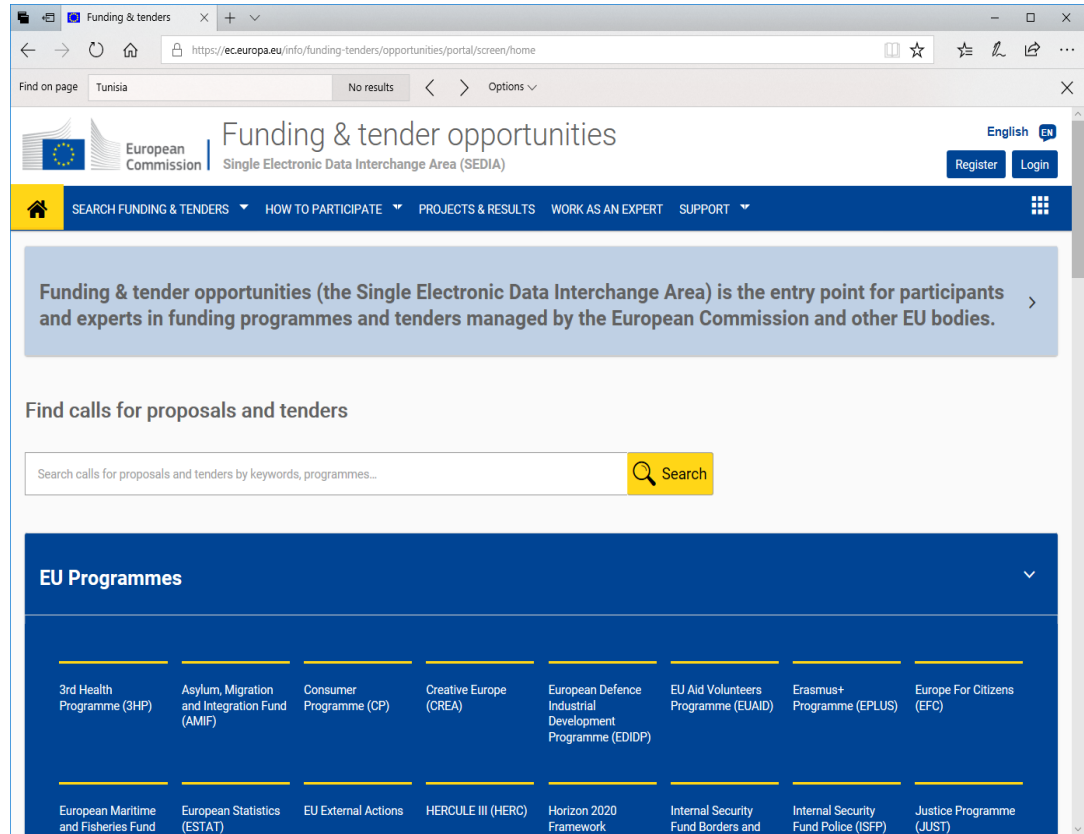 Funding & tenders
https://ec.europa.eu/info/funding-tenders/opportunities/portal/screen/home
Find on page Tunisia No results Options
European
Commission
Funding & tender opportunities
Single Electronic Data Interchange Area (SEDIA)
English EN
Register Login
SEARCH FUNDING & TENDERS HOW TO PARTICIPATE PROJECTS & RESULTS WORK AS AN EXPERT SUPPORT
Funding & tender opportunities (the Single Electronic Data Interchange Area) is the entry point for participants
and experts in funding programmes and tenders managed by the European Commission and other EU bodies.
Find calls for proposals and tenders
Search calls for proposals and tenders by keywords, programmes...
Search
EU Programmes
3rd Health
Programme (3HP)
Asylum, Migration
and Integration Fund
(AMIF)
Consumer
Programme (CP)
Creative Europe
(CREA)
European Defence
Industrial
Development
Programme (EDIDP)
EU Aid Volunteers
Programme (EUAID)
Erasmus+
Programme (EPLUS)
Europe For Citizens
(EFC)
European Maritime
and Fisheries Fund
European Statistics
(ESTAT)
EU External Actions
HERCULE III (HERC)
Horizon 2020
Framework
Internal Security
Fund Borders and
Internal Security
Fund Police (ISFP)
Justice Programme
(JUST)